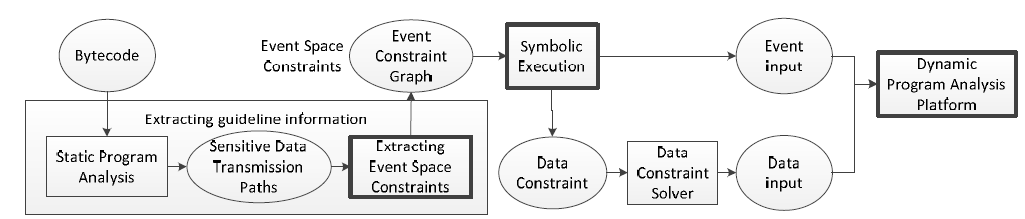 Bytecode
Extracting guideline information
Static Program
Analysis
Sensitive Data
Transmission
Paths
Extracting
Event Space
Constraints
Event Space
Constraints
Event
Constraint
Graph
Symbolic
Execution
Data
Constraint
Data
Constraint
Solver
Event
input
Data
input
Dynamic
Program Analysis
Platform